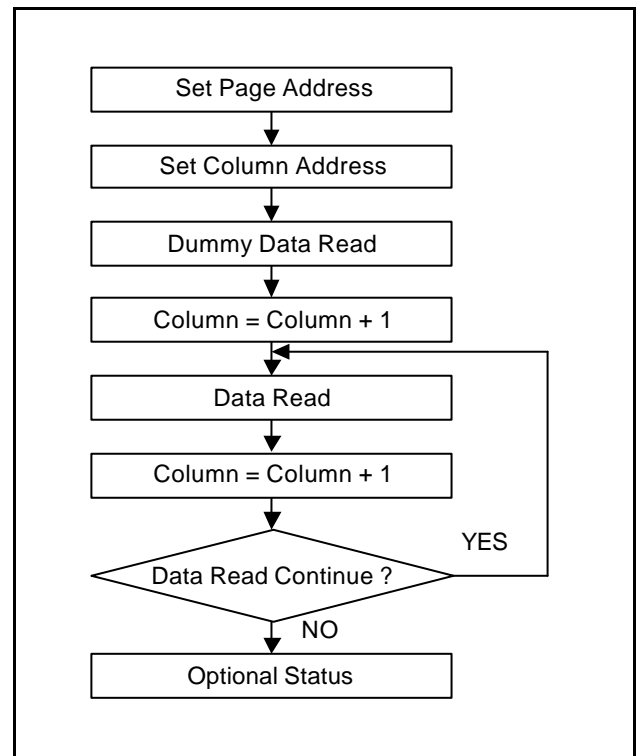 Set Page Address
Set Column Address
Dummy Data Read
Column = Column + 1
Data Read
Column = Column + 1
YES
Data Read Continue ?
NO
Optional Status